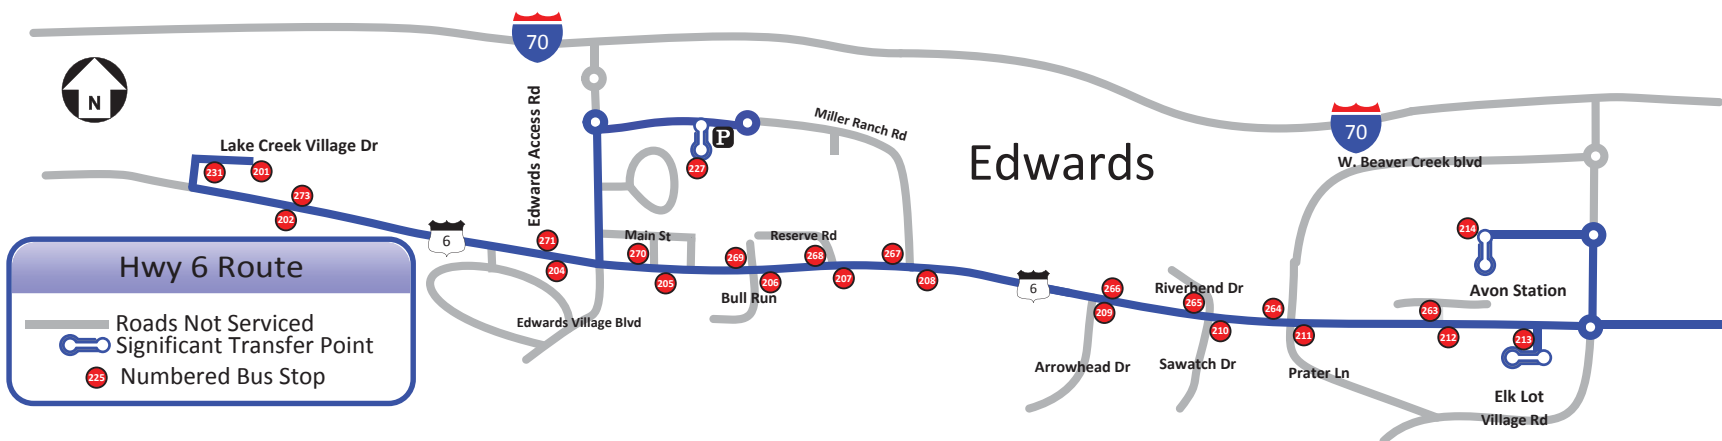 70
N
Lake Creek Village Dr
231
201
273
202
6
Edwards Access Rd
P
227
Miller Ranch Rd
Edwards
70
W. Beaver Creek blvd
214
Avon Station
271
204
Main St
270
205
269
206
Bull Run
Reserve Rd
268
207
267
208
Edwards Village Blvd
6
266
209
Arrowhead Dr
Riverbend Dr
265
210
Sawatch Dr
264
211
Prater Ln
263
212
213
Elk Lot
Village Rd
Hwy 6 Route
Roads Not Serviced
Significant Transfer Point
225
Numbered Bus Stop